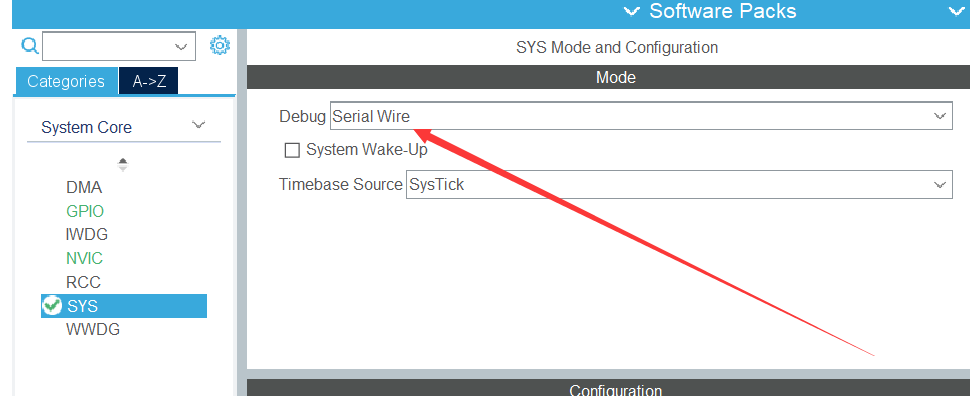 Software Packs
SYS Mode and Configuration
Categories
A->Z
Mode
System Core
Debug Serial Wire
System Wake-Up
Timebase Source SysTick
DMA
GPIO
IWDG
NVIC
RCC
SYS
WWDG
Configuration